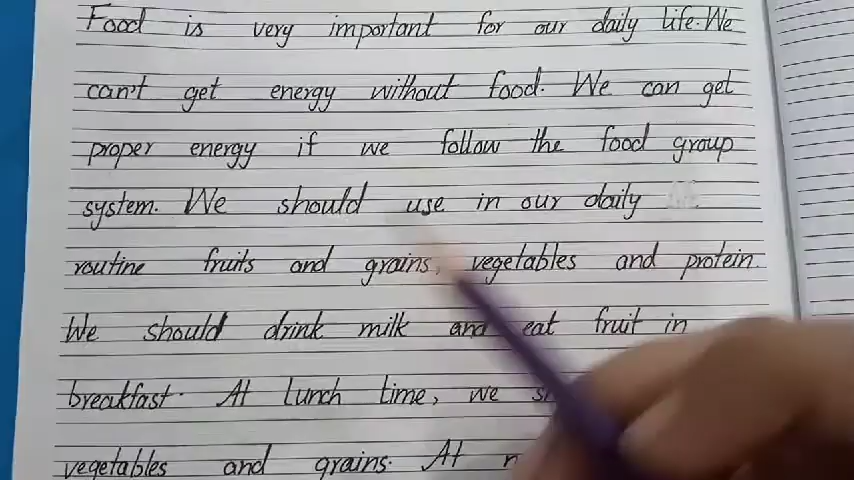 Food is very important for our daily life. We
can't get energy without food. We can get
proper energy if we follow the food group
system. We should use in our daily
routine fruits and grains, vegetables and protein.
We should drink milk and eat fruit in
breakfast. At lunch time, we
vegetables and grains. At